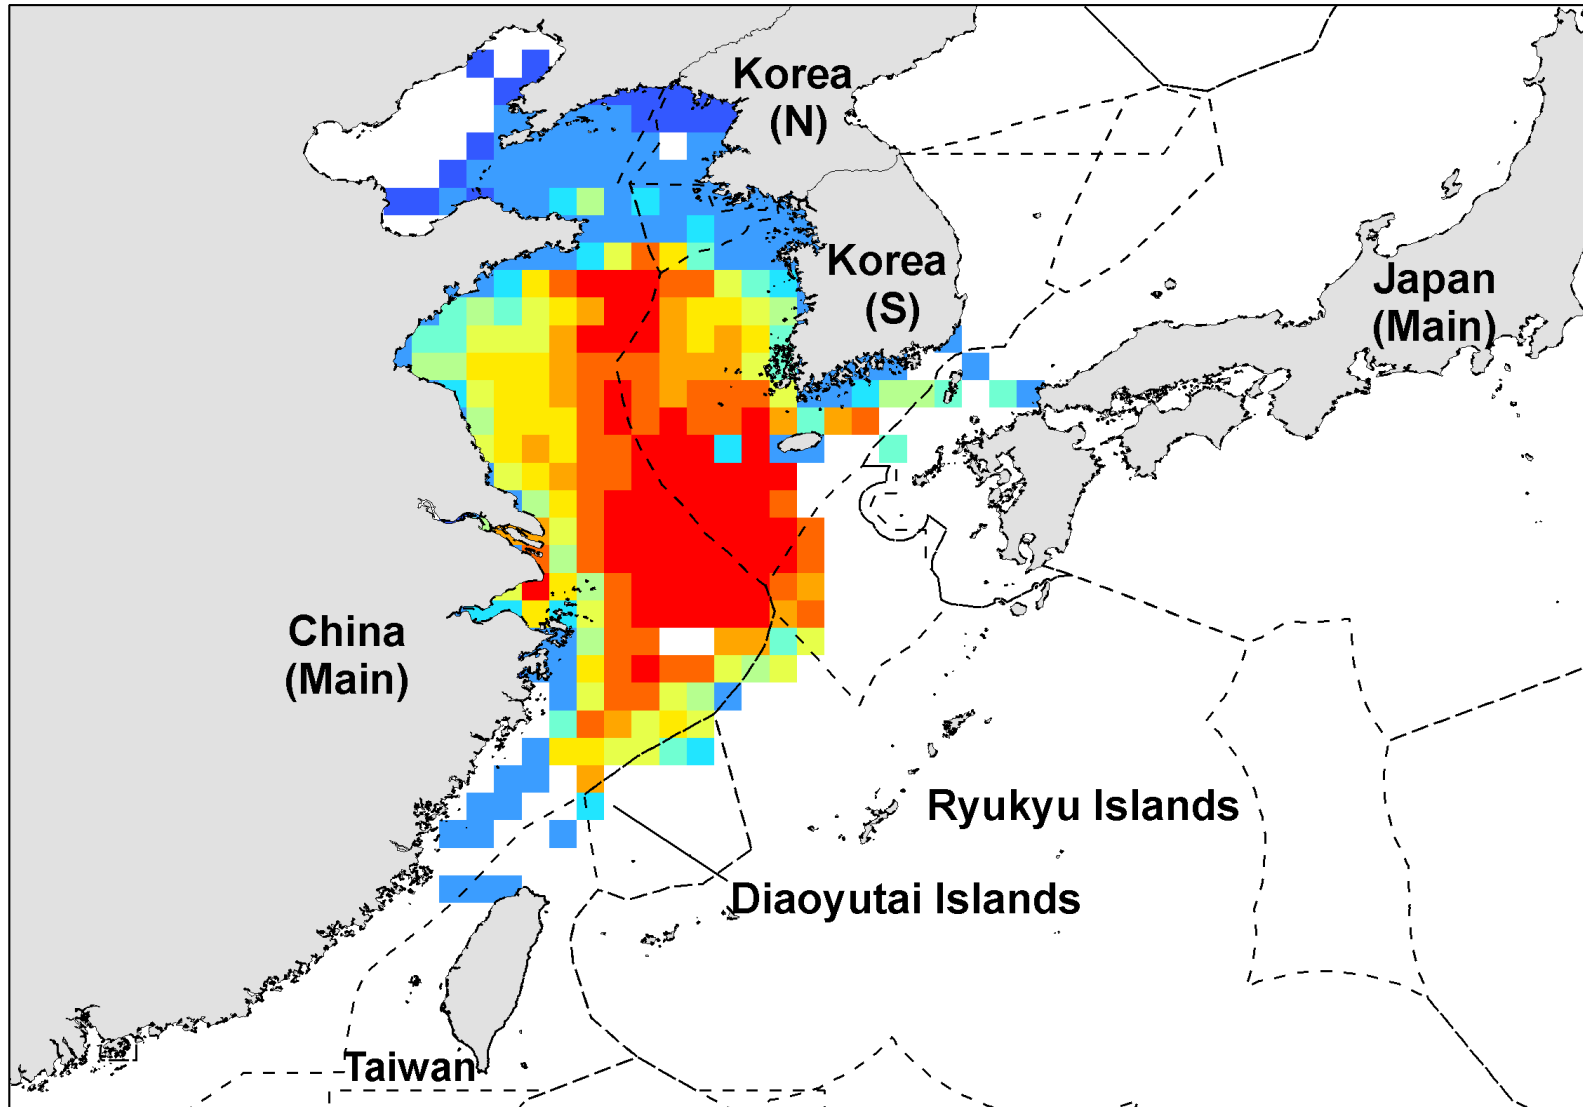 Korea
(N)
Korea
(S)
Japan
(Main)
China
(Main)
Ryukyu Islands
Diaoyutai Islands
Taiwan